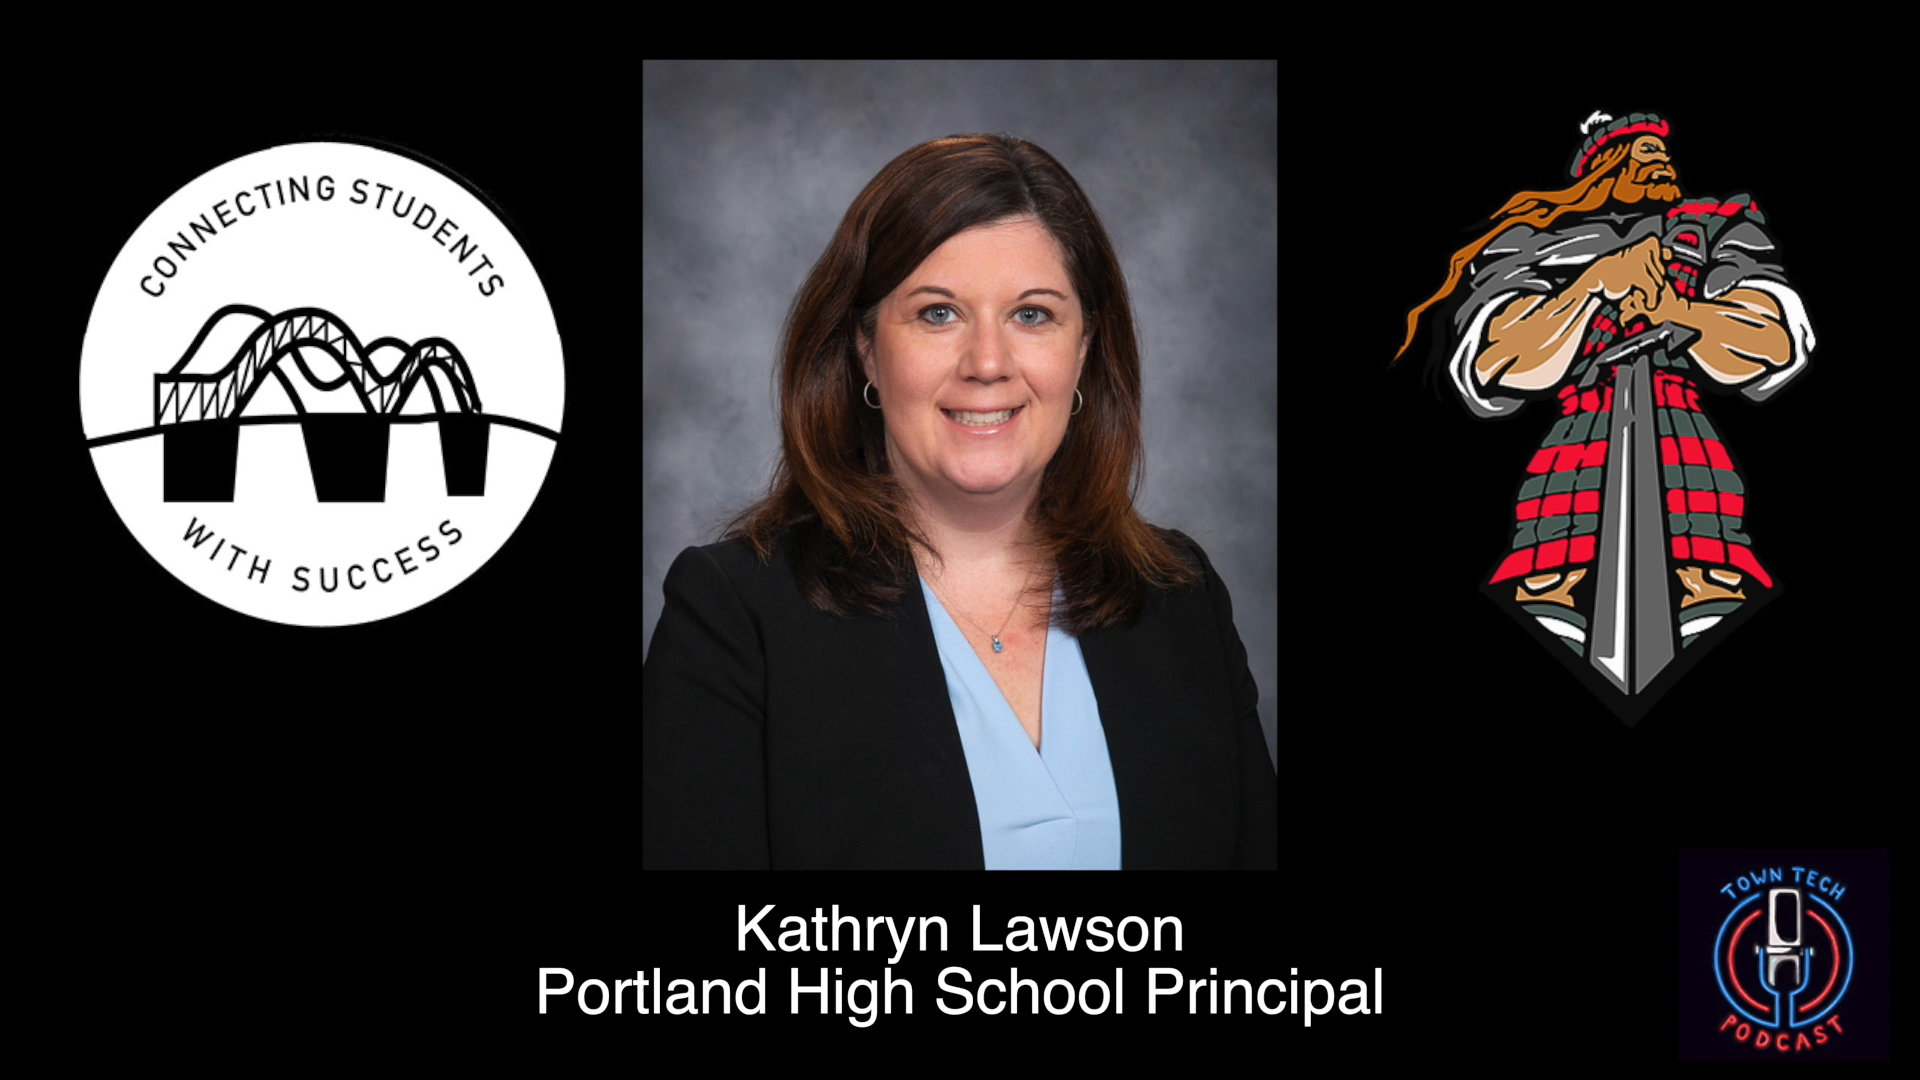 CONNECTING STUDENTS
WITH SUCCESS
Kathryn Lawson
Portland High School Principal
TOWN TECH
PODCAST